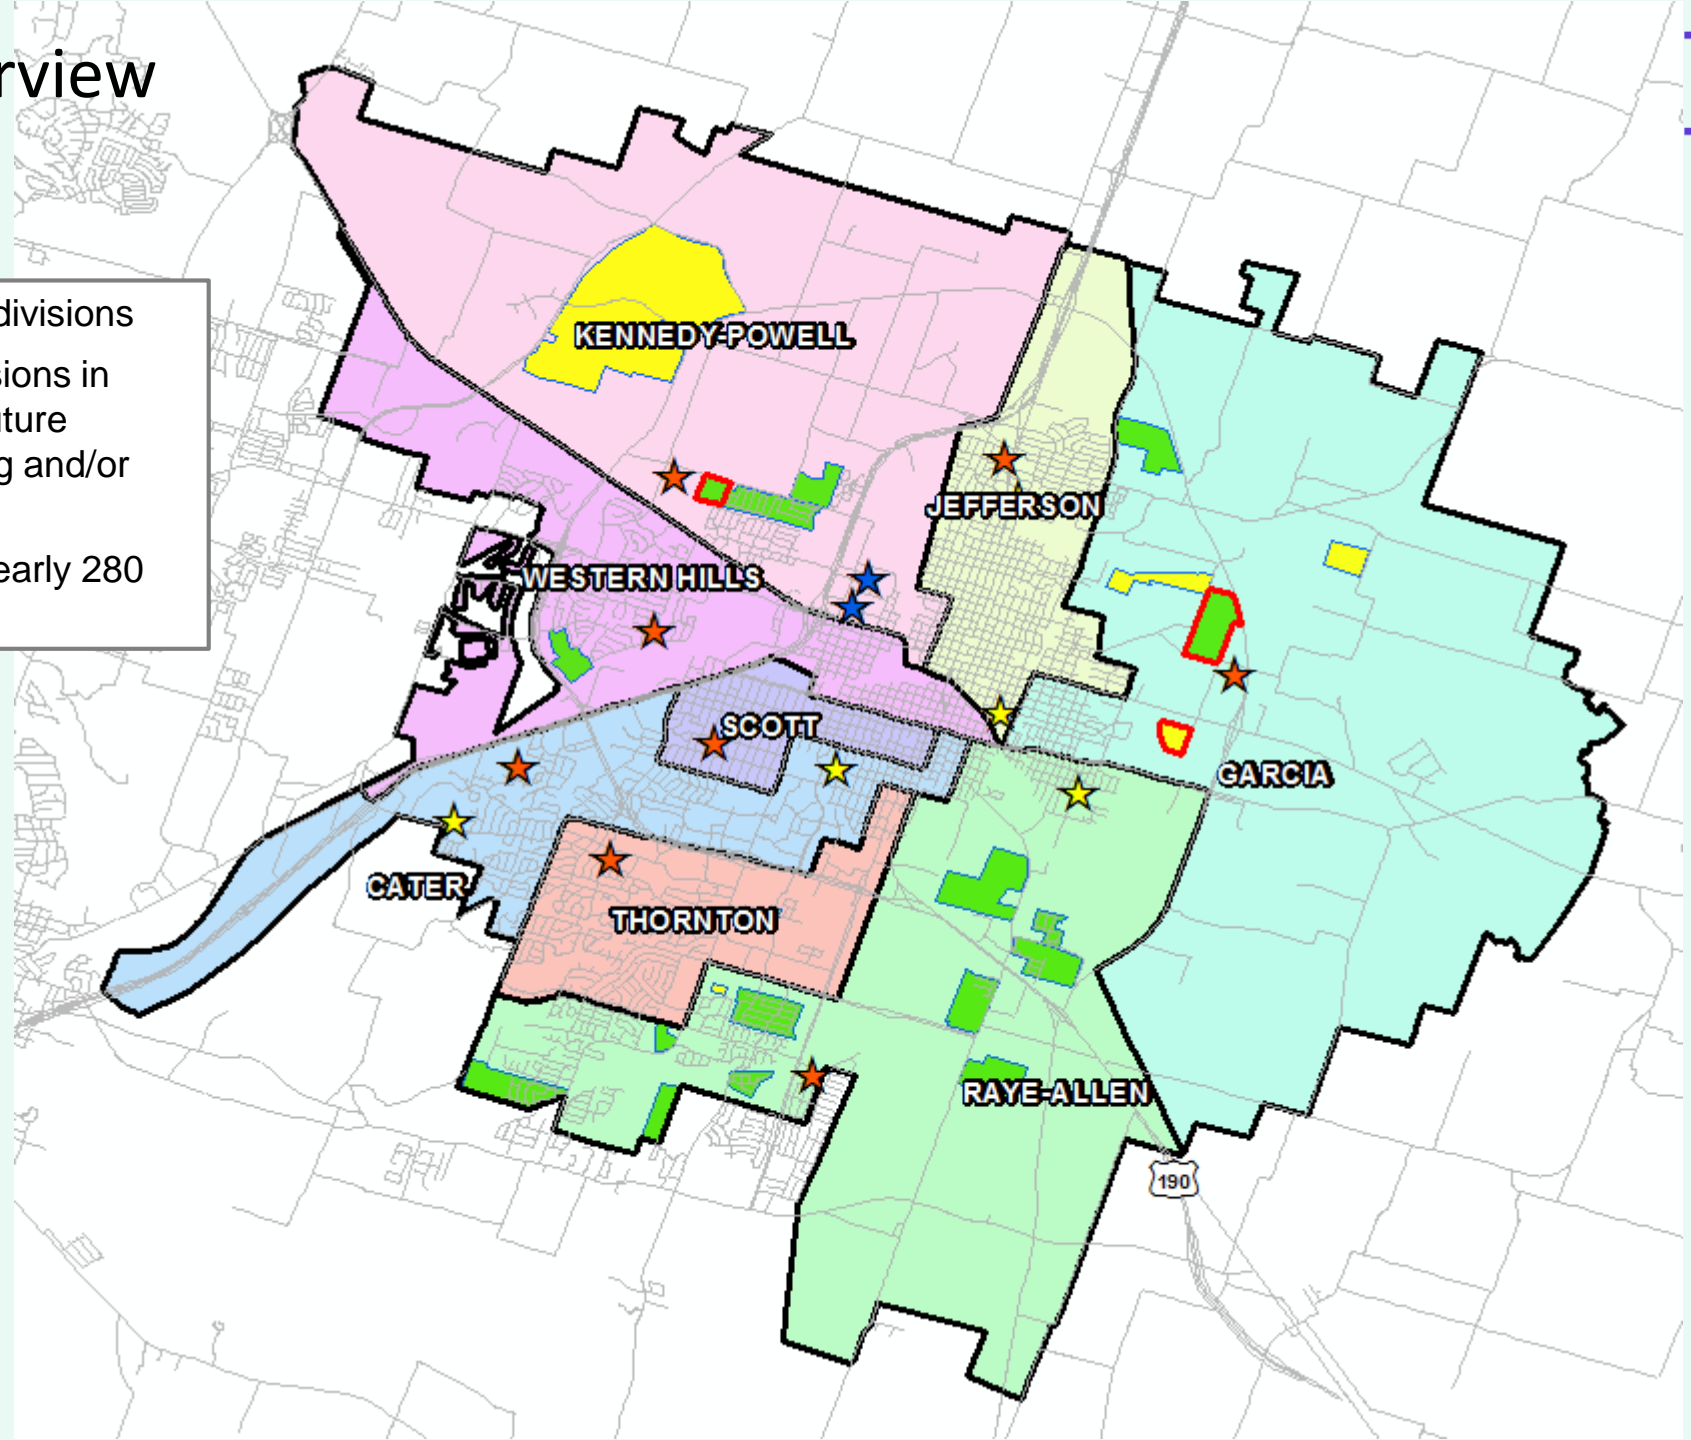 rview
divisions
sions in
uture
g and/or
early 280
KENNEDY-POWELL
JEFFERSON
WESTERN HILLS
SCOTT
GARCIA
CATER
THORNTON
RAYE-ALLEN
190